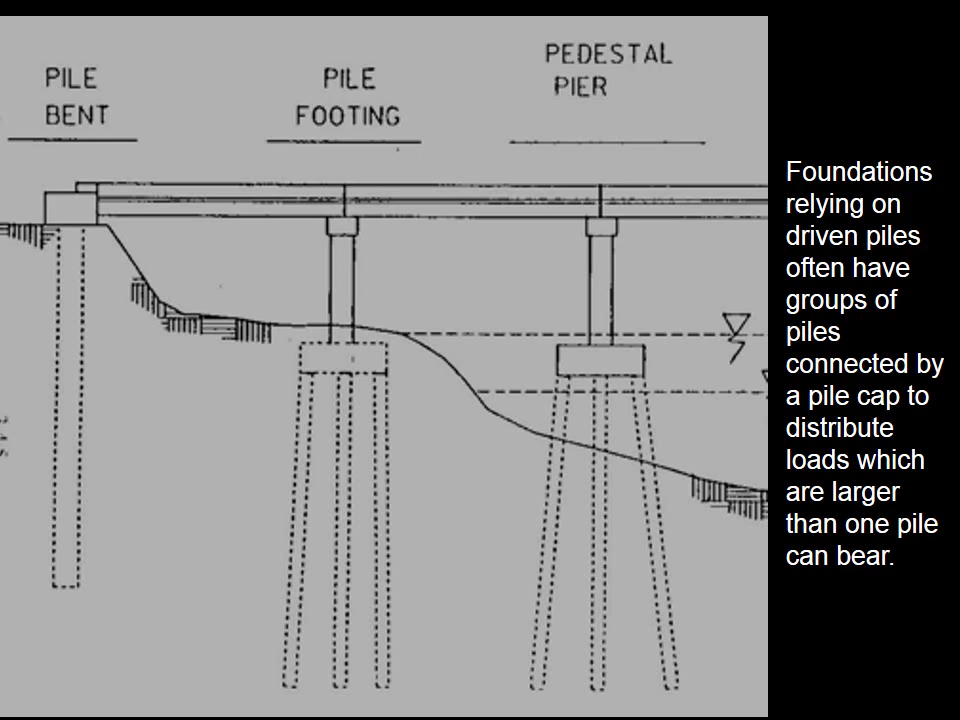 PILE
BENT
PILE
FOOTING
PEDESTAL
PIER
Foundations
relying on
driven piles
often have
groups of
piles
connected by
a pile cap to
distribute
loads which
are larger
than one pile
can bear.